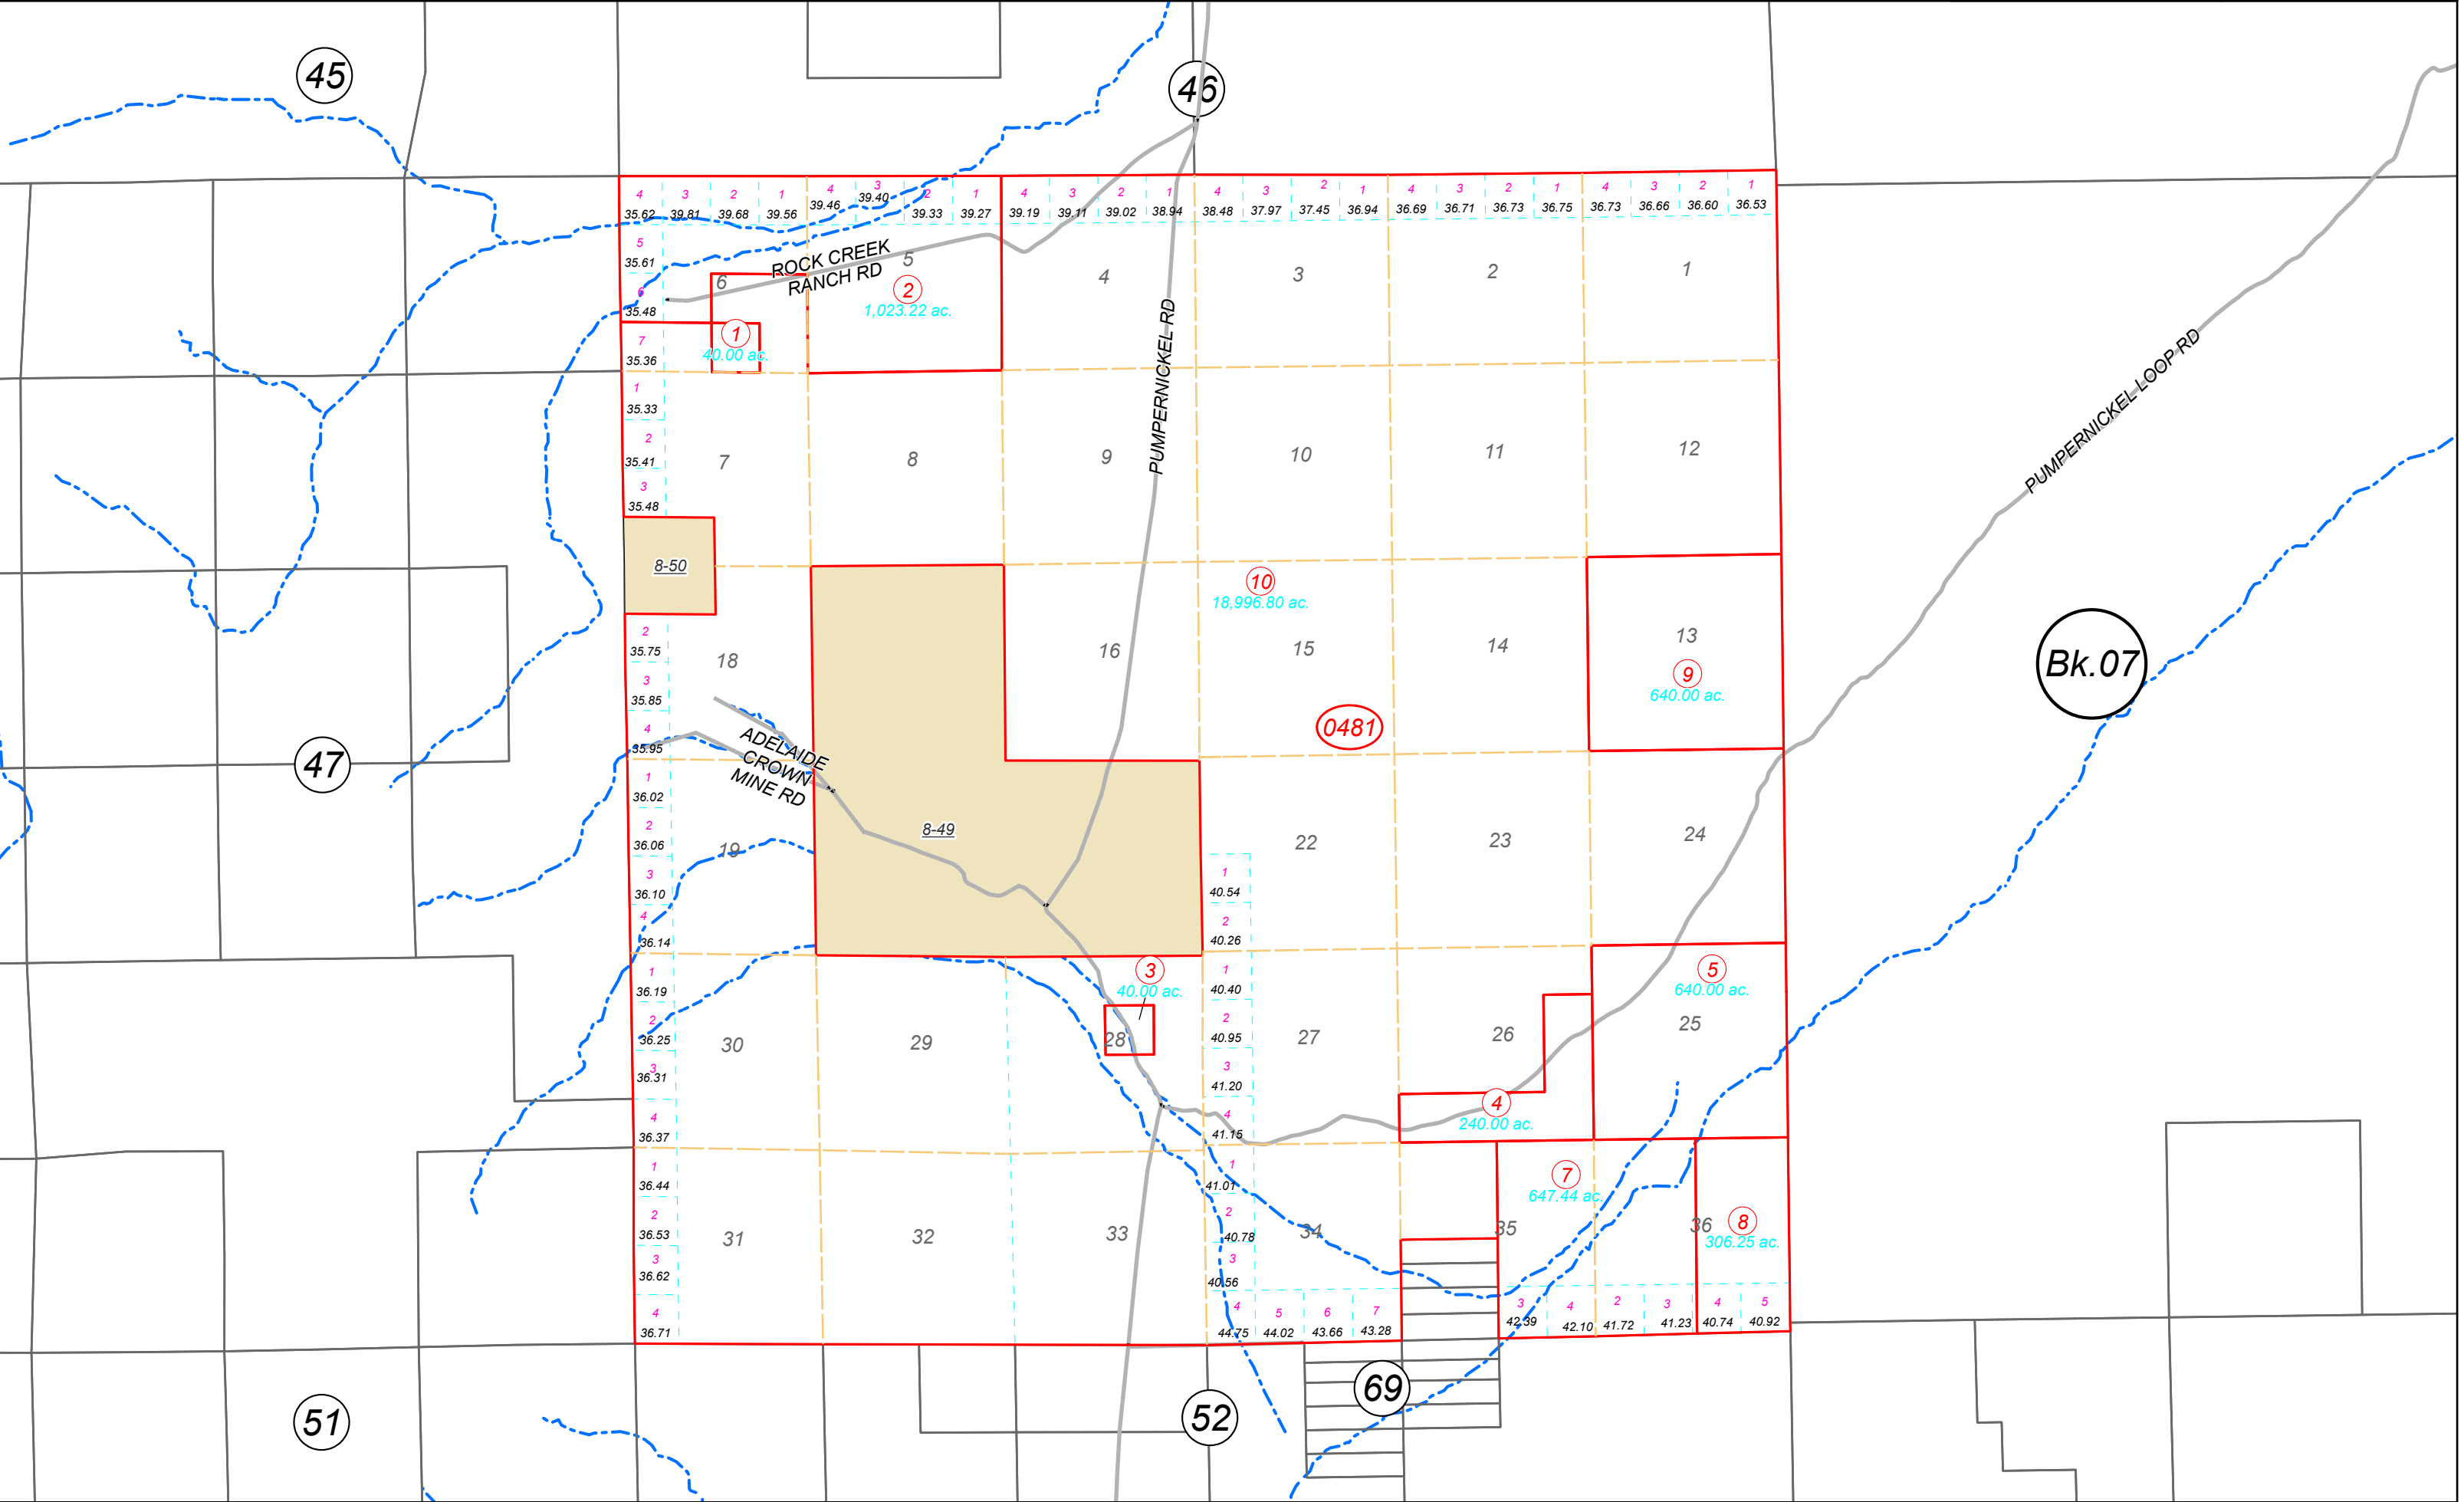 45
46
4 3 2 1 4 3 2 1 4 3 2 1 4 3 2 1 4 3 2 1 4 3 2 1
35.62 39.81 39.68 39.56 39.46 39.40 39.33 39.27 39.19 39.11 39.02 38.94 38.48 37.97 37.45 36.94 36.69 36.71 36.73 36.75 36.73 36.66 36.60 36.53
5
35.61
ROCK CREEK
RANCH RD
6
35.48
6 5 4 3 2 1
2
1,023.22 ac.
1
40.00 ac.
7
35.36
PUMPERNICKEL RD
PUMPERNICKEL LOOP RD
1
35.33
2
35.41
3
35.48
7 8 9 10 11 12
8-50
10
18,996.80 ac.
2
35.75
3
35.85
4
35.95
18 16 15 14 13
9
640.00 ac.
Bk.07
0481
47
ADELAIDE
CROWN
MINE RD
8-49
1
36.02
2
36.06
3
36.10
4
36.14
19 22 23 24
1
40.54
2
40.26
3
40.00 ac.
5
640.00 ac.
1
36.19
2
36.25
3
36.31
4
36.37
30 29 28 27 26 25
1
40.40
2
40.95
3
41.20
4
41.15
4
240.00 ac.
1
36.44
2
36.53
3
36.62
4
36.71
31 32 33 34 35 36
1
41.01
2
40.78
3
40.56
7
647.44 ac.
8
306.25 ac.
4 5 6 7 3 4 2 3 4 5
44.75 44.02 43.66 43.28 42.39 42.10 41.72 41.23 40.74 40.92
51
52
69